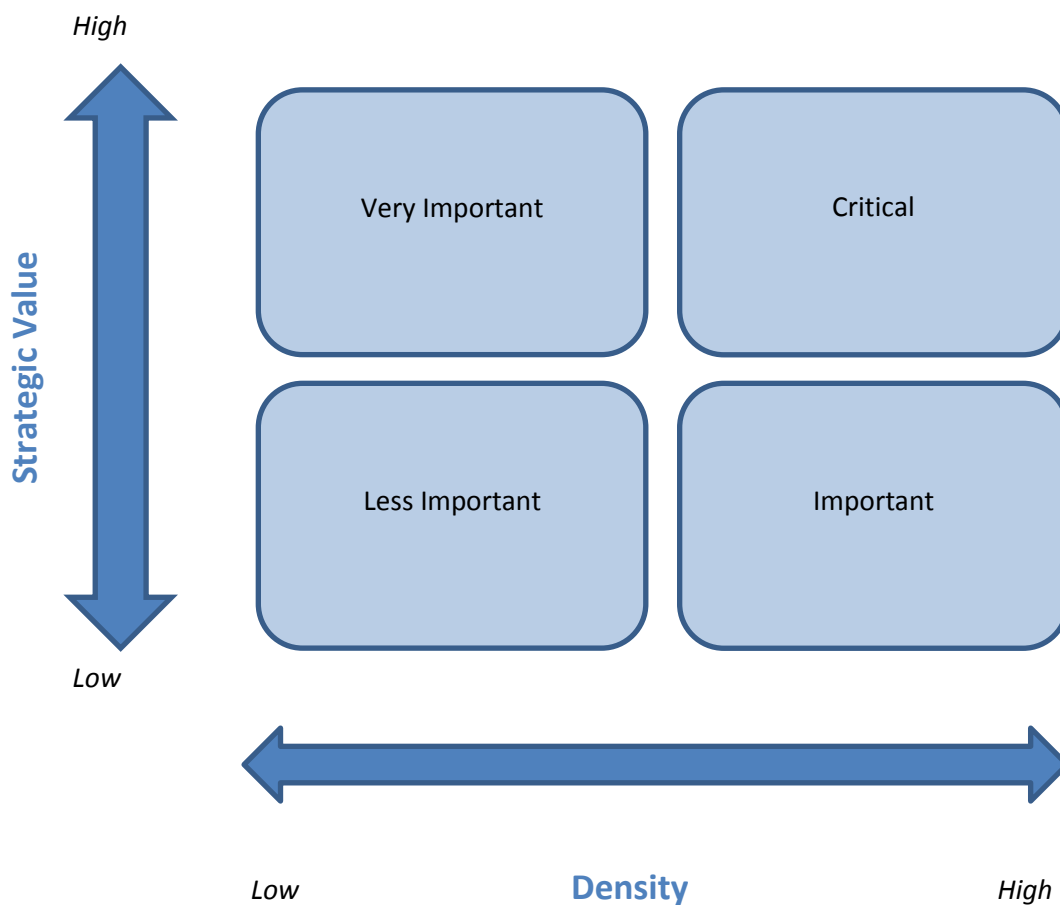 High
Very Important
Critical
Strategic Value
Less Important
Important
Low
Low
Density
High